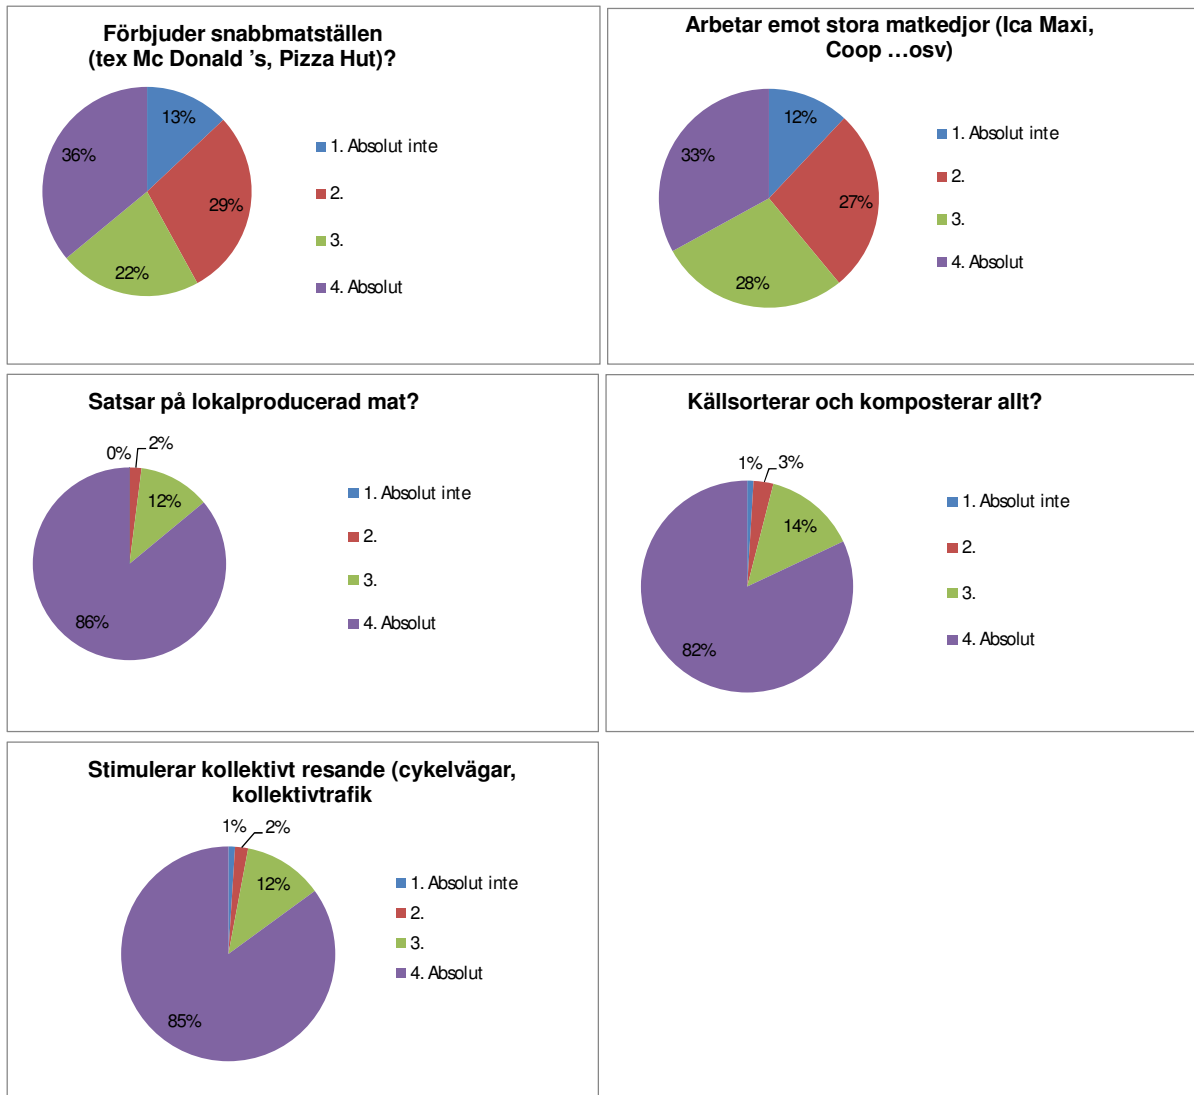 Förbjuder snabbmatställen
(tex Mc Donald 's, Pizza Hut)?
13%
29%
22%
36%
1. Absolut inte
2.
3.
4. Absolut
Arbetar emot stora matkedjor (Ica Maxi,
Coop ...osv)
12%
27%
28%
33%
1. Absolut inte
2.
3.
4. Absolut
Satsar på lokalproducerad mat?
0%
2%
12%
86%
1. Absolut inte
2.
3.
4. Absolut
Källsorterar och komposterar allt?
1%
3%
14%
82%
1. Absolut inte
2.
3.
4. Absolut
Stimulerar kollektivt resande (cykelvägar,
kollektivtrafik
1%
2%
12%
85%
1. Absolut inte
2.
3.
4. Absolut